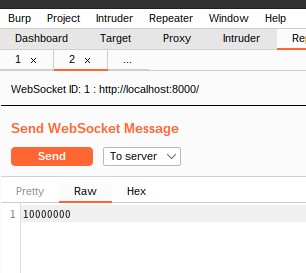 Burp Project Intruder Repeater Window Help
Dashboard Target Proxy Intruder
1 × 2 × ...
WebSocket ID: 1 : http://localhost:8000/
Send WebSocket Message
Send To server
Pretty Raw Hex
1 10000000